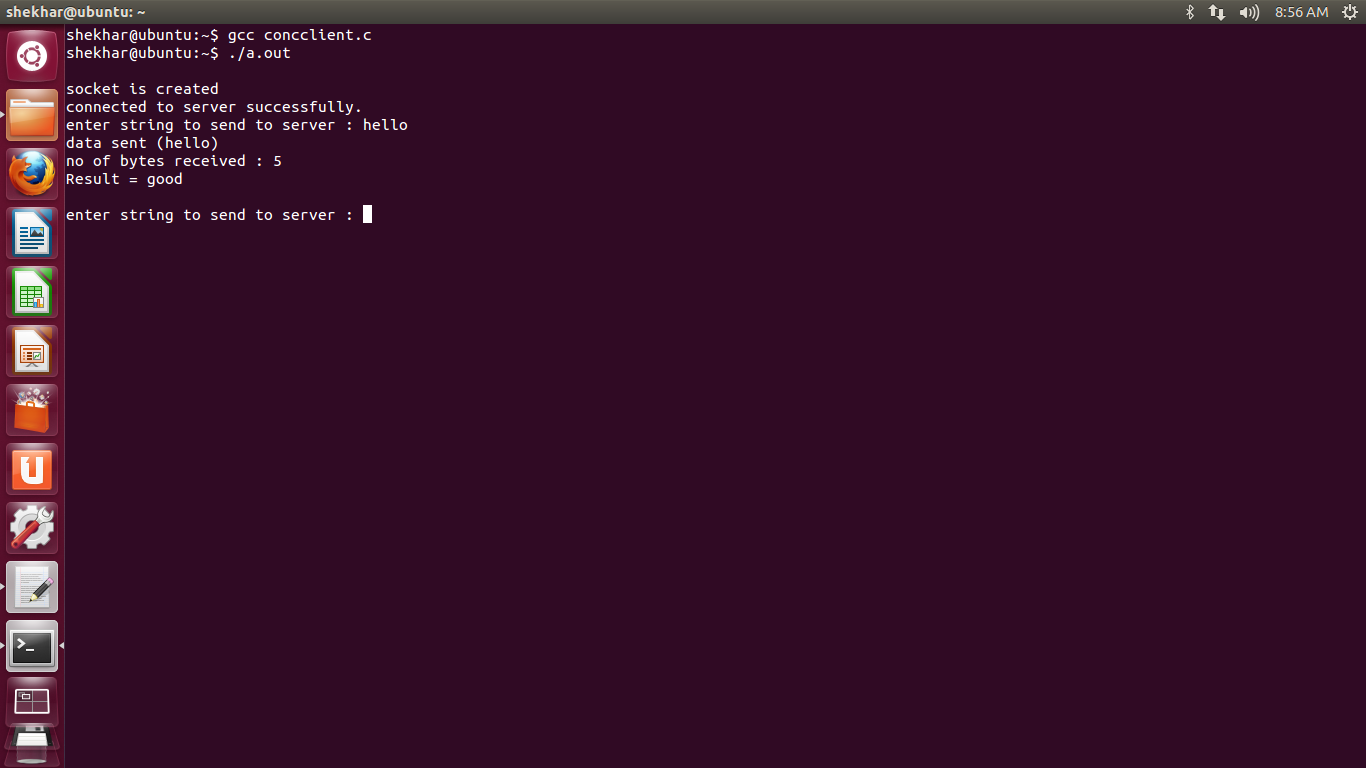 shekhar@ubuntu: ~
8:56 AM
shekhar@ubuntu:~$ gcc concclient.c
shekhar@ubuntu:~$ ./a.out
socket is created
connected to server successfully.
enter string to send to server : hello
data sent (hello)
no of bytes received : 5
Result = good
enter string to send to server :